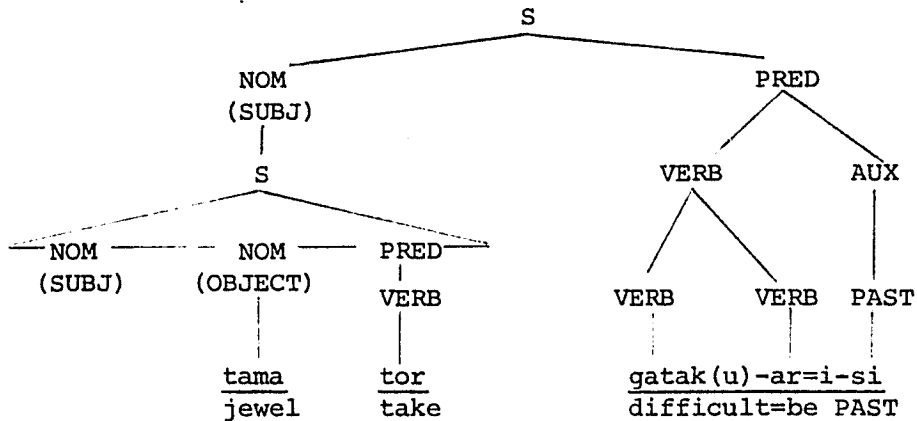 S
NOM PRED
(SUBJ)
S VERB AUX
NOM NOM PRED
(SUBJ) (OBJECT) VERB VERB VERB PAST
tama tor gatak(u)-ar=i-si
jewel take difficult=be PAST